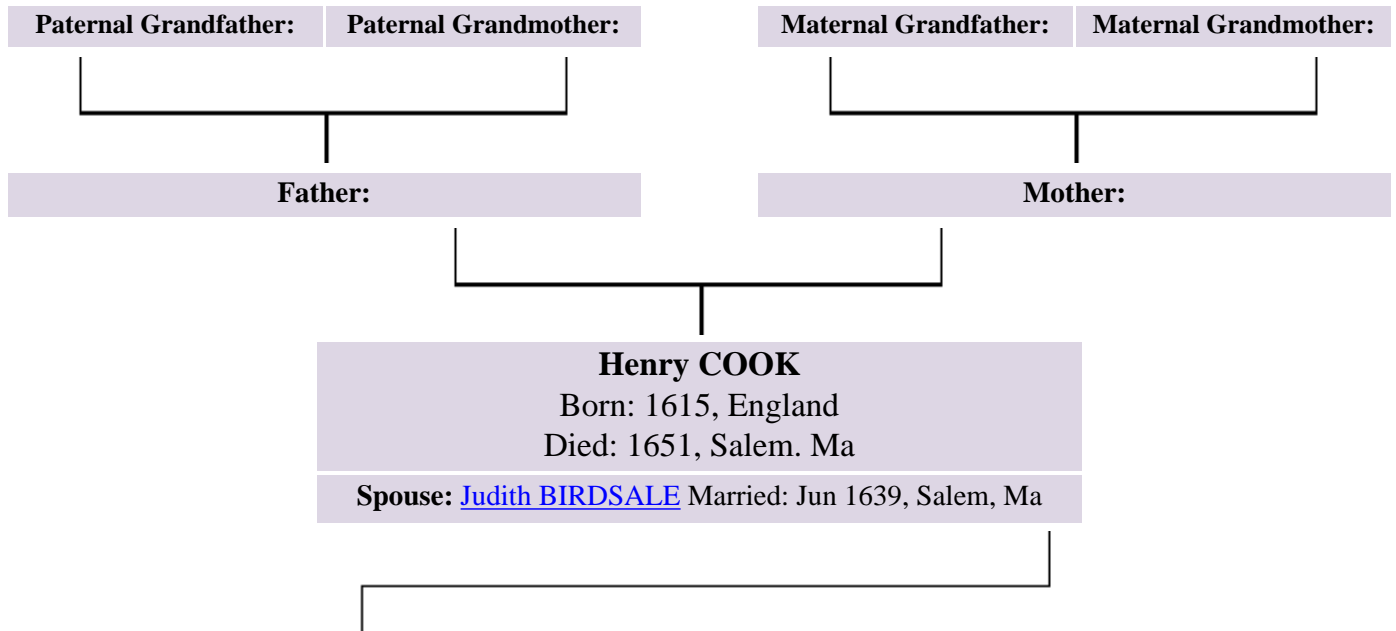 Paternal Grandfather: Paternal Grandmother: Maternal Grandfather: Maternal Grandmother:
Father: Mother:
Henry COOK
Born: 1615, England
Died: 1651, Salem. Ma
Spouse: Judith BIRDSALE Married: Jun 1639, Salem, Ma